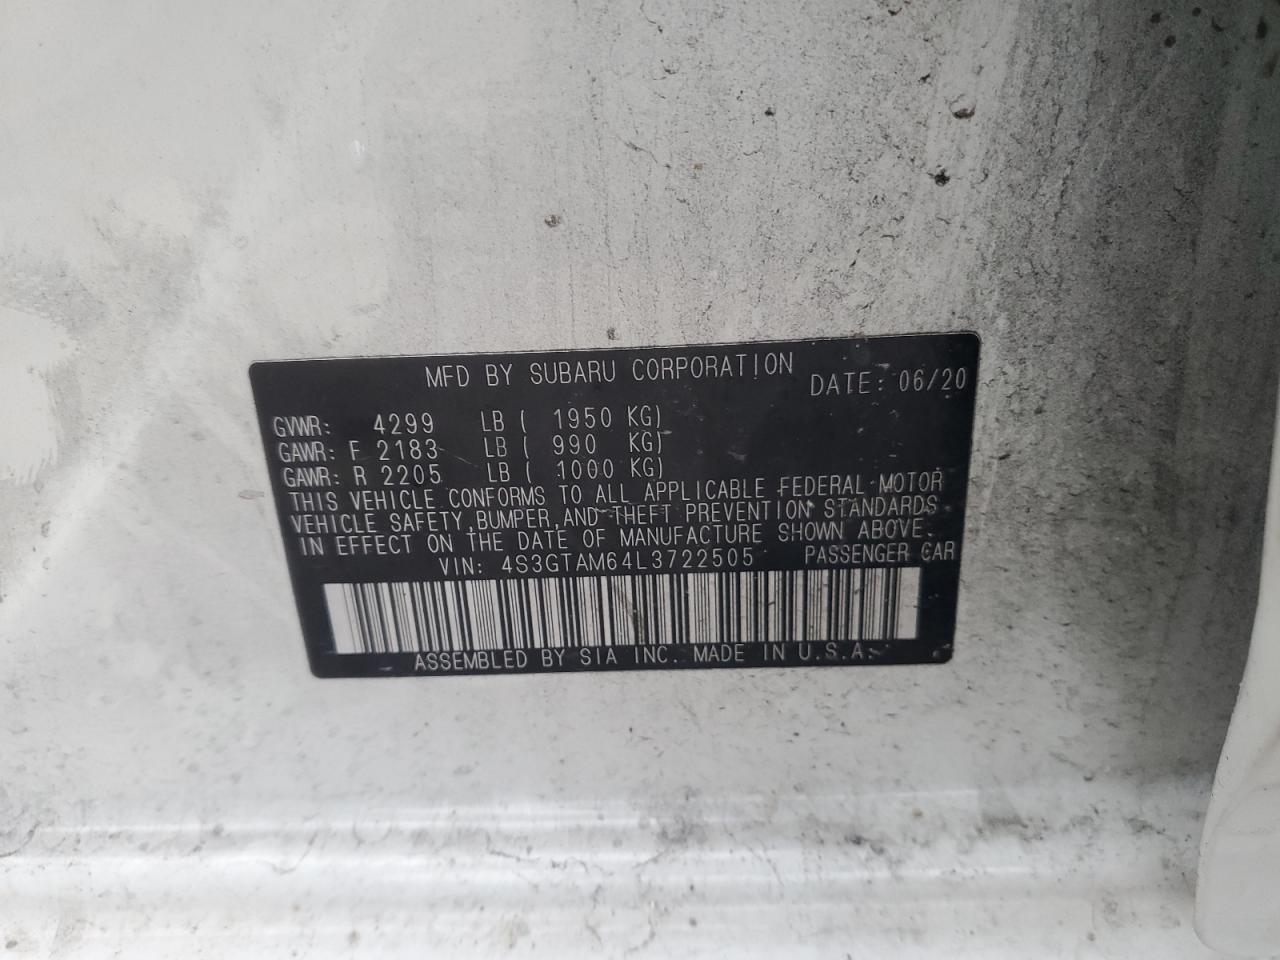 MFD BY SUBARU CORPORATION DATE: 06/20
GVWR: 4299 LB ( 1950 KG)
GAWR: F 2183 LB ( 990 KG)
GAWR: R 2205 LB ( 1000 KG)
THIS VEHICLE CONFORMS TO ALL APPLICABLE FEDERAL MOTOR
VEHICLE SAFETY, BUMPER, AND THEFT PREVENTION STANDARDS
IN EFFECT ON THE DATE OF MANUFACTURE SHOWN ABOVE.
VIN: 4S3GTAM64L3722505 PASSENGER CAR
ASSEMBLED BY SIA INC. MADE IN U.S.A.